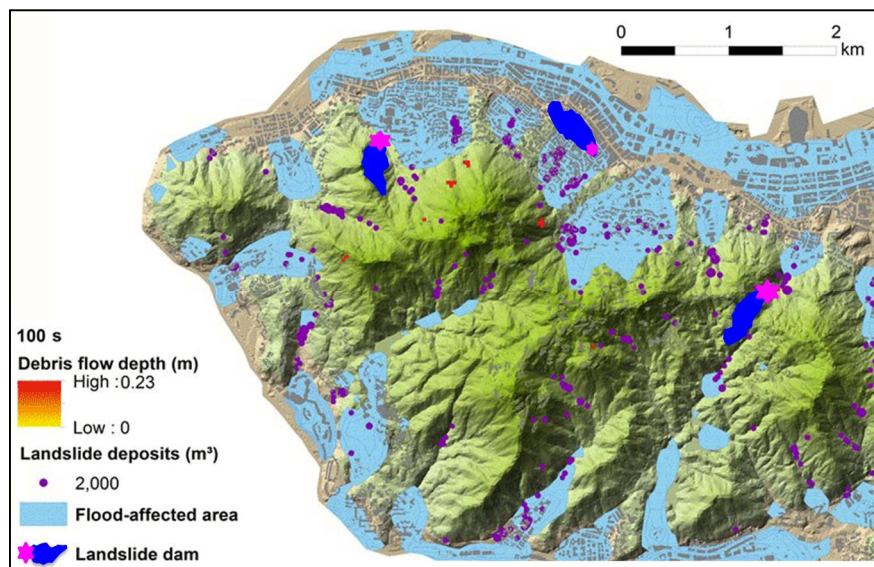 0 1 2
km
100 s
Debris flow depth (m)
High :0.23
Low : 0
Landslide deposits (m³)
2,000
Flood-affected area
Landslide dam